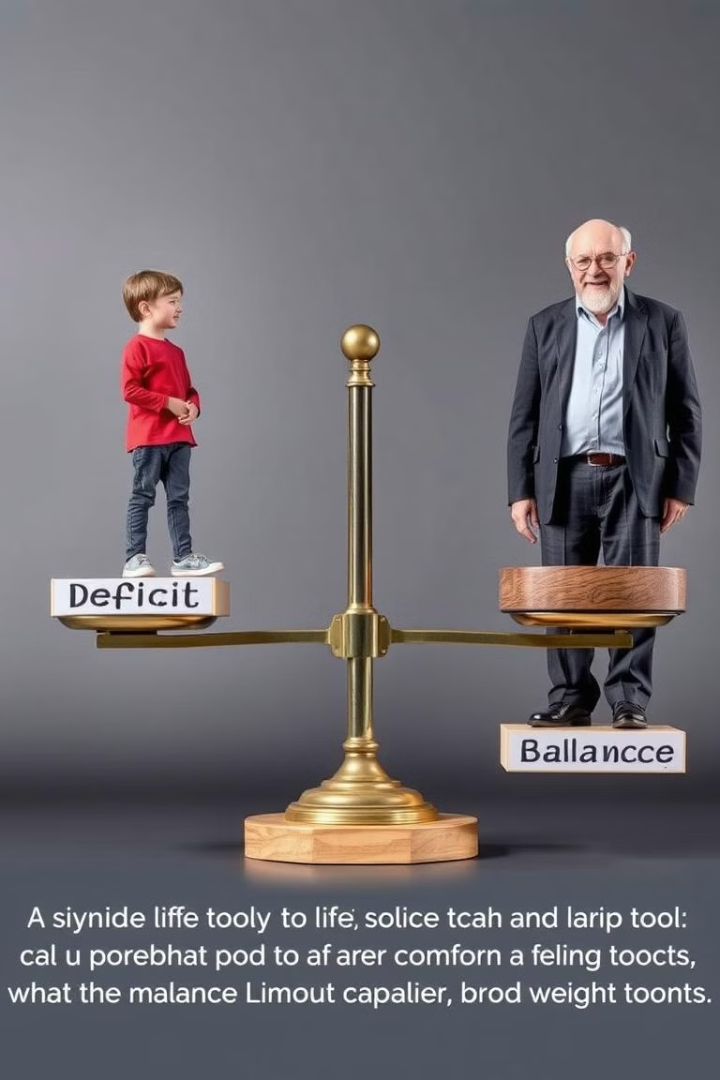 Deficit
Ballancce
A siynide liffe tooly to life, solice tcah and larip tool:
cal u porebhat pod to af arer comforn a feling toocts,
what the malance Limout capalier, brod weight toonts.